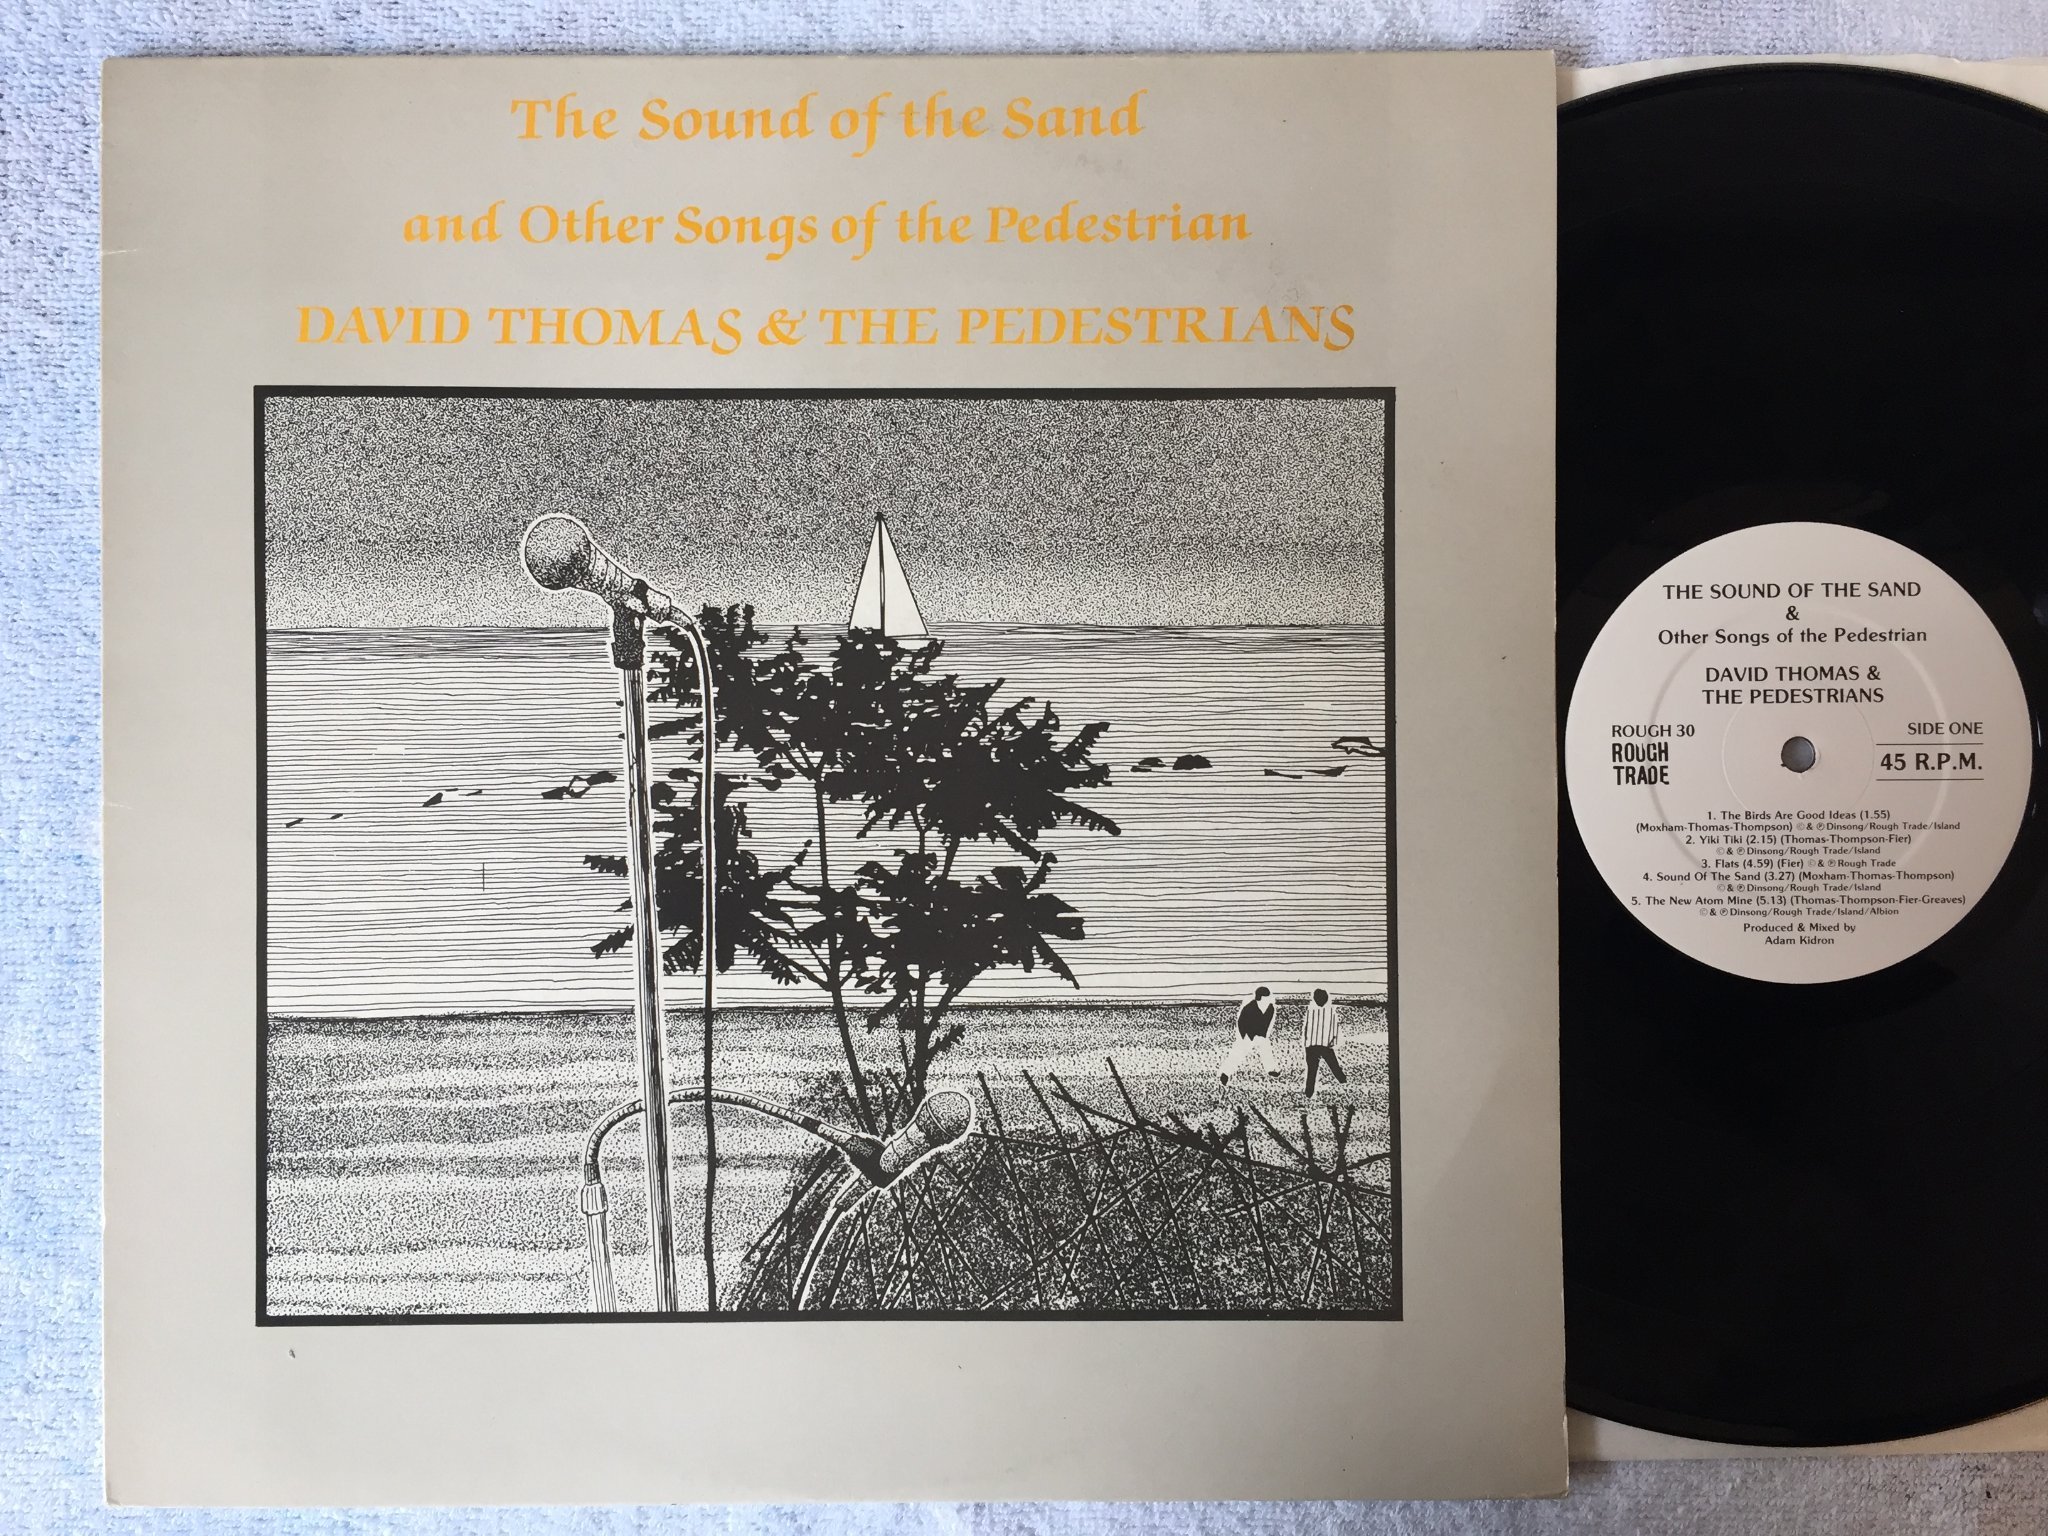 The Sound of the Sand
and Other Songs of the Pedestrian
DAVID THOMAS & THE PEDESTRIANS
THE SOUND OF THE SAND
&
Other Songs of the Pedestrian
DAVID THOMAS &
THE PEDESTRIANS
ROUGH 30
ROUGH
TRADE
SIDE ONE
45 R.P.M.
1. The Birds Are Good Ideas (1.55)
(Moxham-Thomas-Thompson) © & ℗ Dinsong/Rough Trade/Island
2. Yiki Tiki (2.15) (Thomas-Thompson-Fier)
© & ℗ Dinsong/Rough Trade/Island
3. Flats (4.59) (Fier) © & ℗ Rough Trade
4. Sound Of The Sand (3.27) (Moxham-Thomas-Thompson)
© & ℗ Dinsong/Rough Trade/Island
5. The New Atom Mine (5.13) (Thomas-Thompson-Fier-Greaves)
© & ℗ Dinsong/Rough Trade/Island/Albion
Produced & Mixed by
Adam Kidron